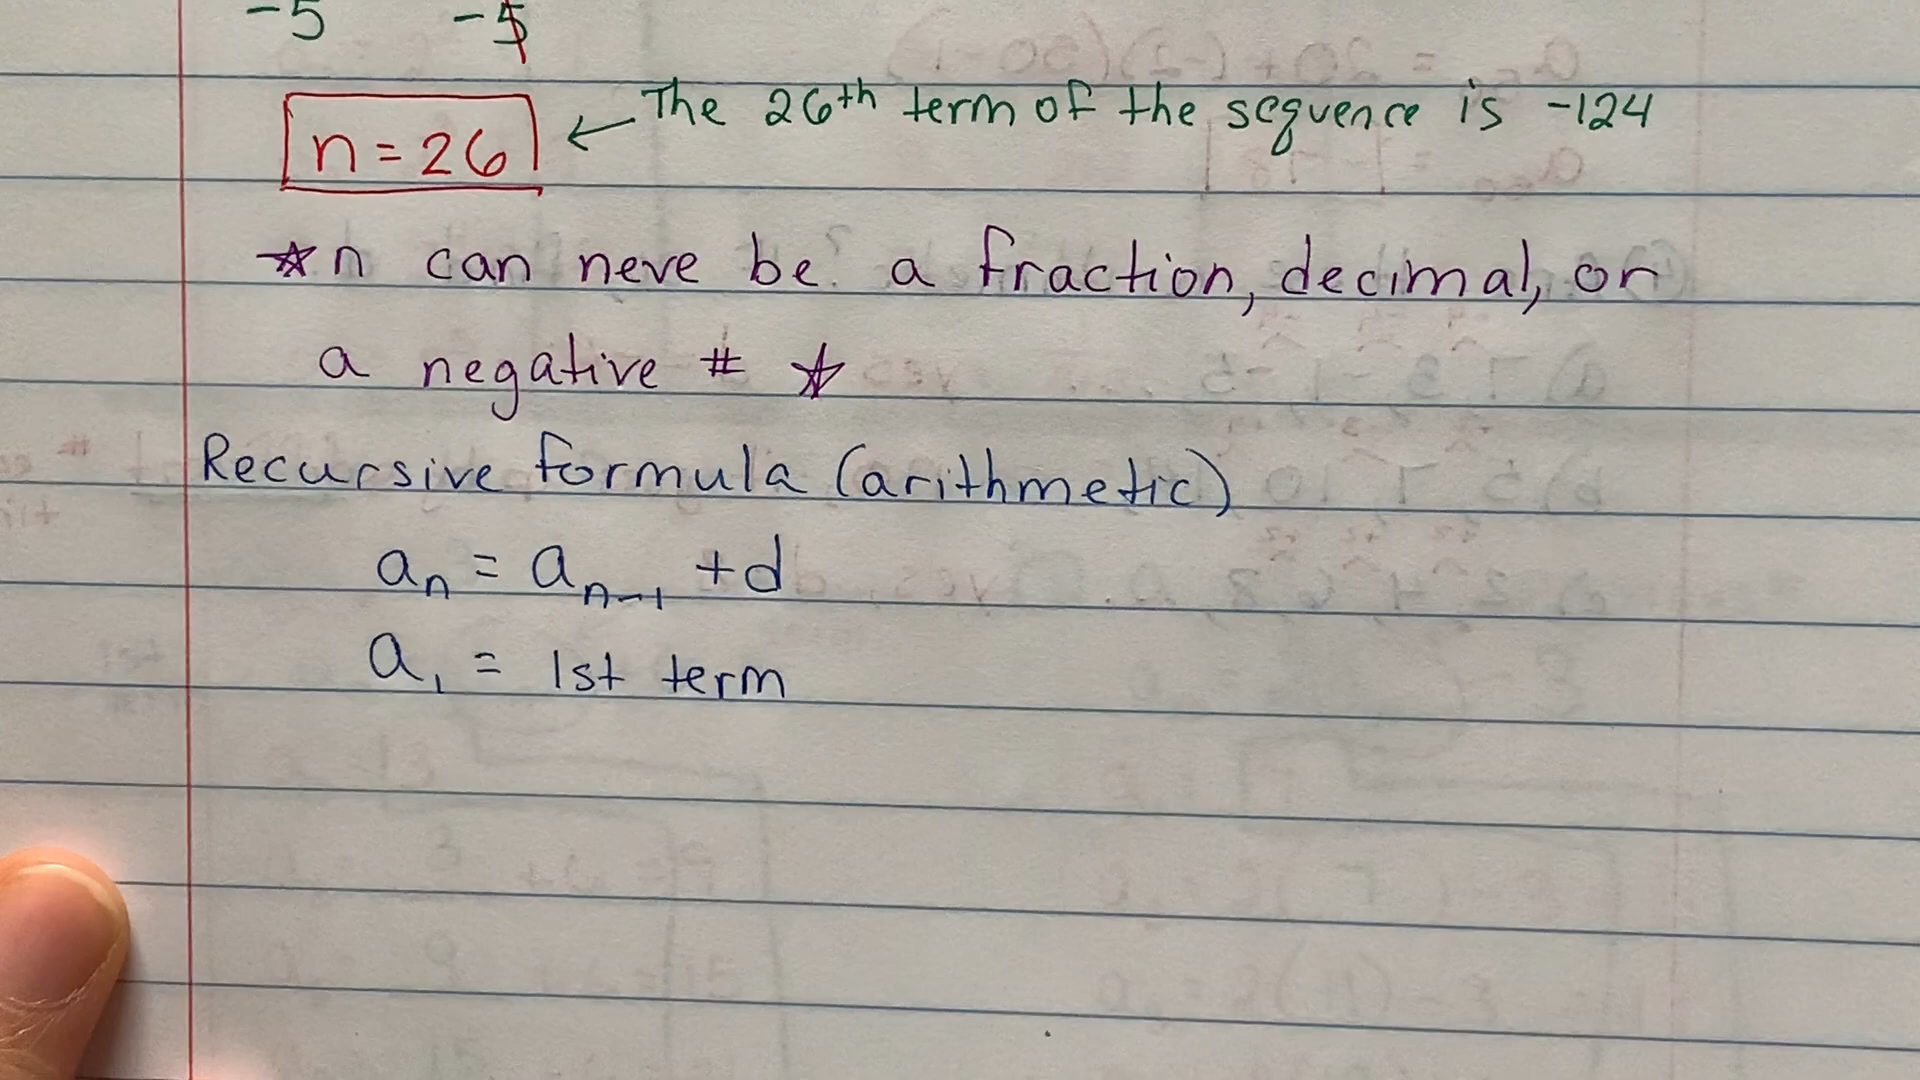 -5 -5
n=26 ← The 26th term of the sequence is -124
☆n can neve be a fraction, decimal, or
a negative # ☆
Recursive formula (arithmetic)
aₙ = aₙ₋₁ + d
a₁ = 1st term